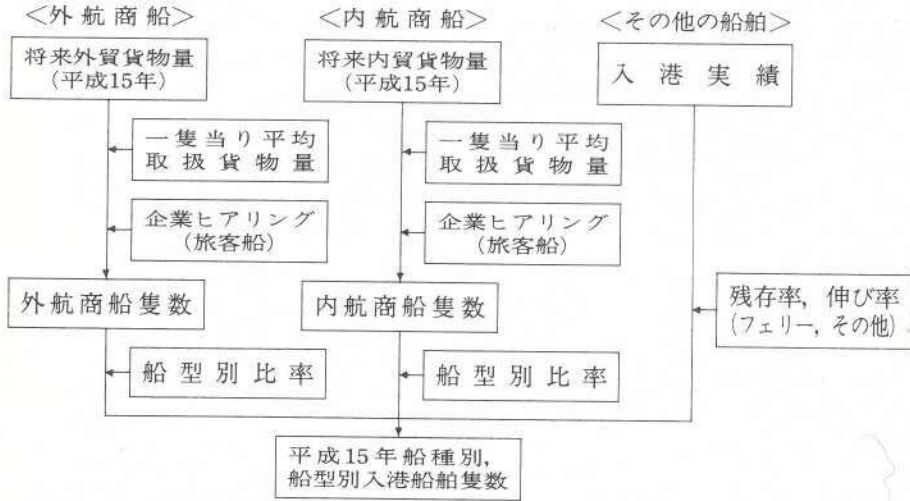 <外航商船>
<内航商船>
<その他の船舶>
将来外貿貨物量
(平成15年)
将来内貿貨物量
(平成15年)
入港実績
一隻当り平均
取扱貨物量
一隻当り平均
取扱貨物量
企業ヒアリング
(旅客船)
企業ヒアリング
(旅客船)
外航商船隻数
内航商船隻数
残存率, 伸び率
(フェリー, その他)
船型別比率
船型別比率
平成15年船種別,
船型別入港船舶隻数